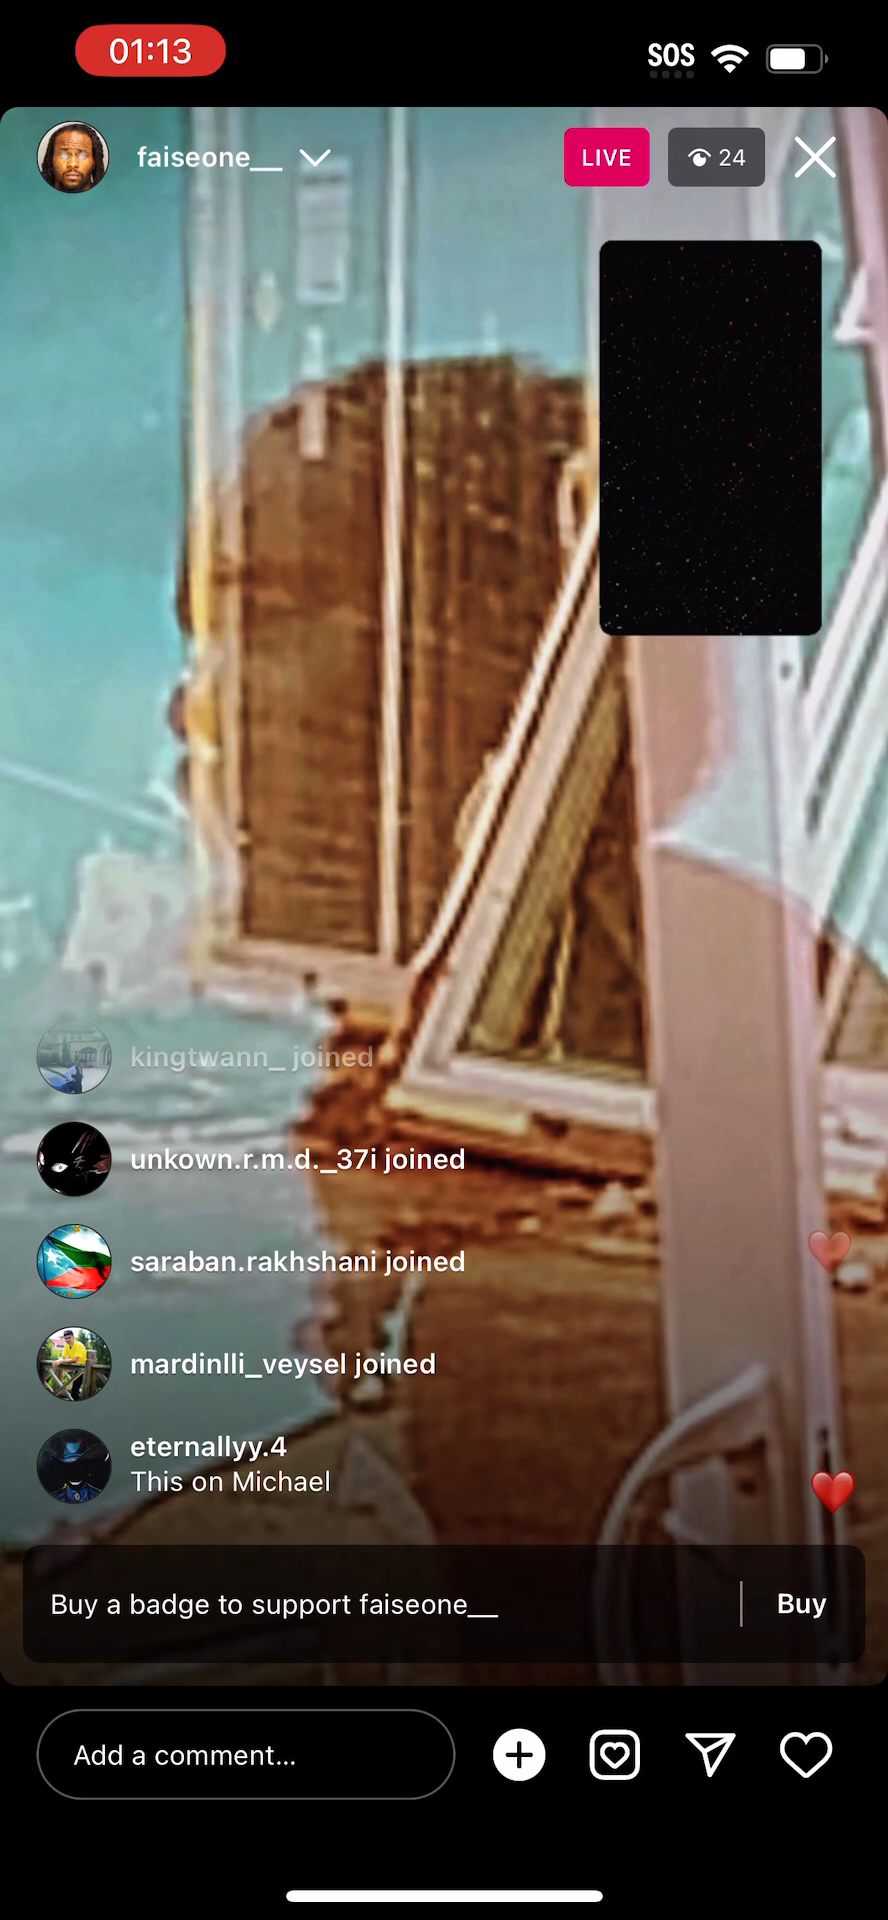 01:13
SOS
faiseone__
LIVE
24
kingtwann_ joined
unkown.r.m.d._37i joined
saraban.rakhshani joined
mardinlli_veysel joined
eternallyy.4
This on Michael
Buy a badge to support faiseone__
Buy
Add a comment...